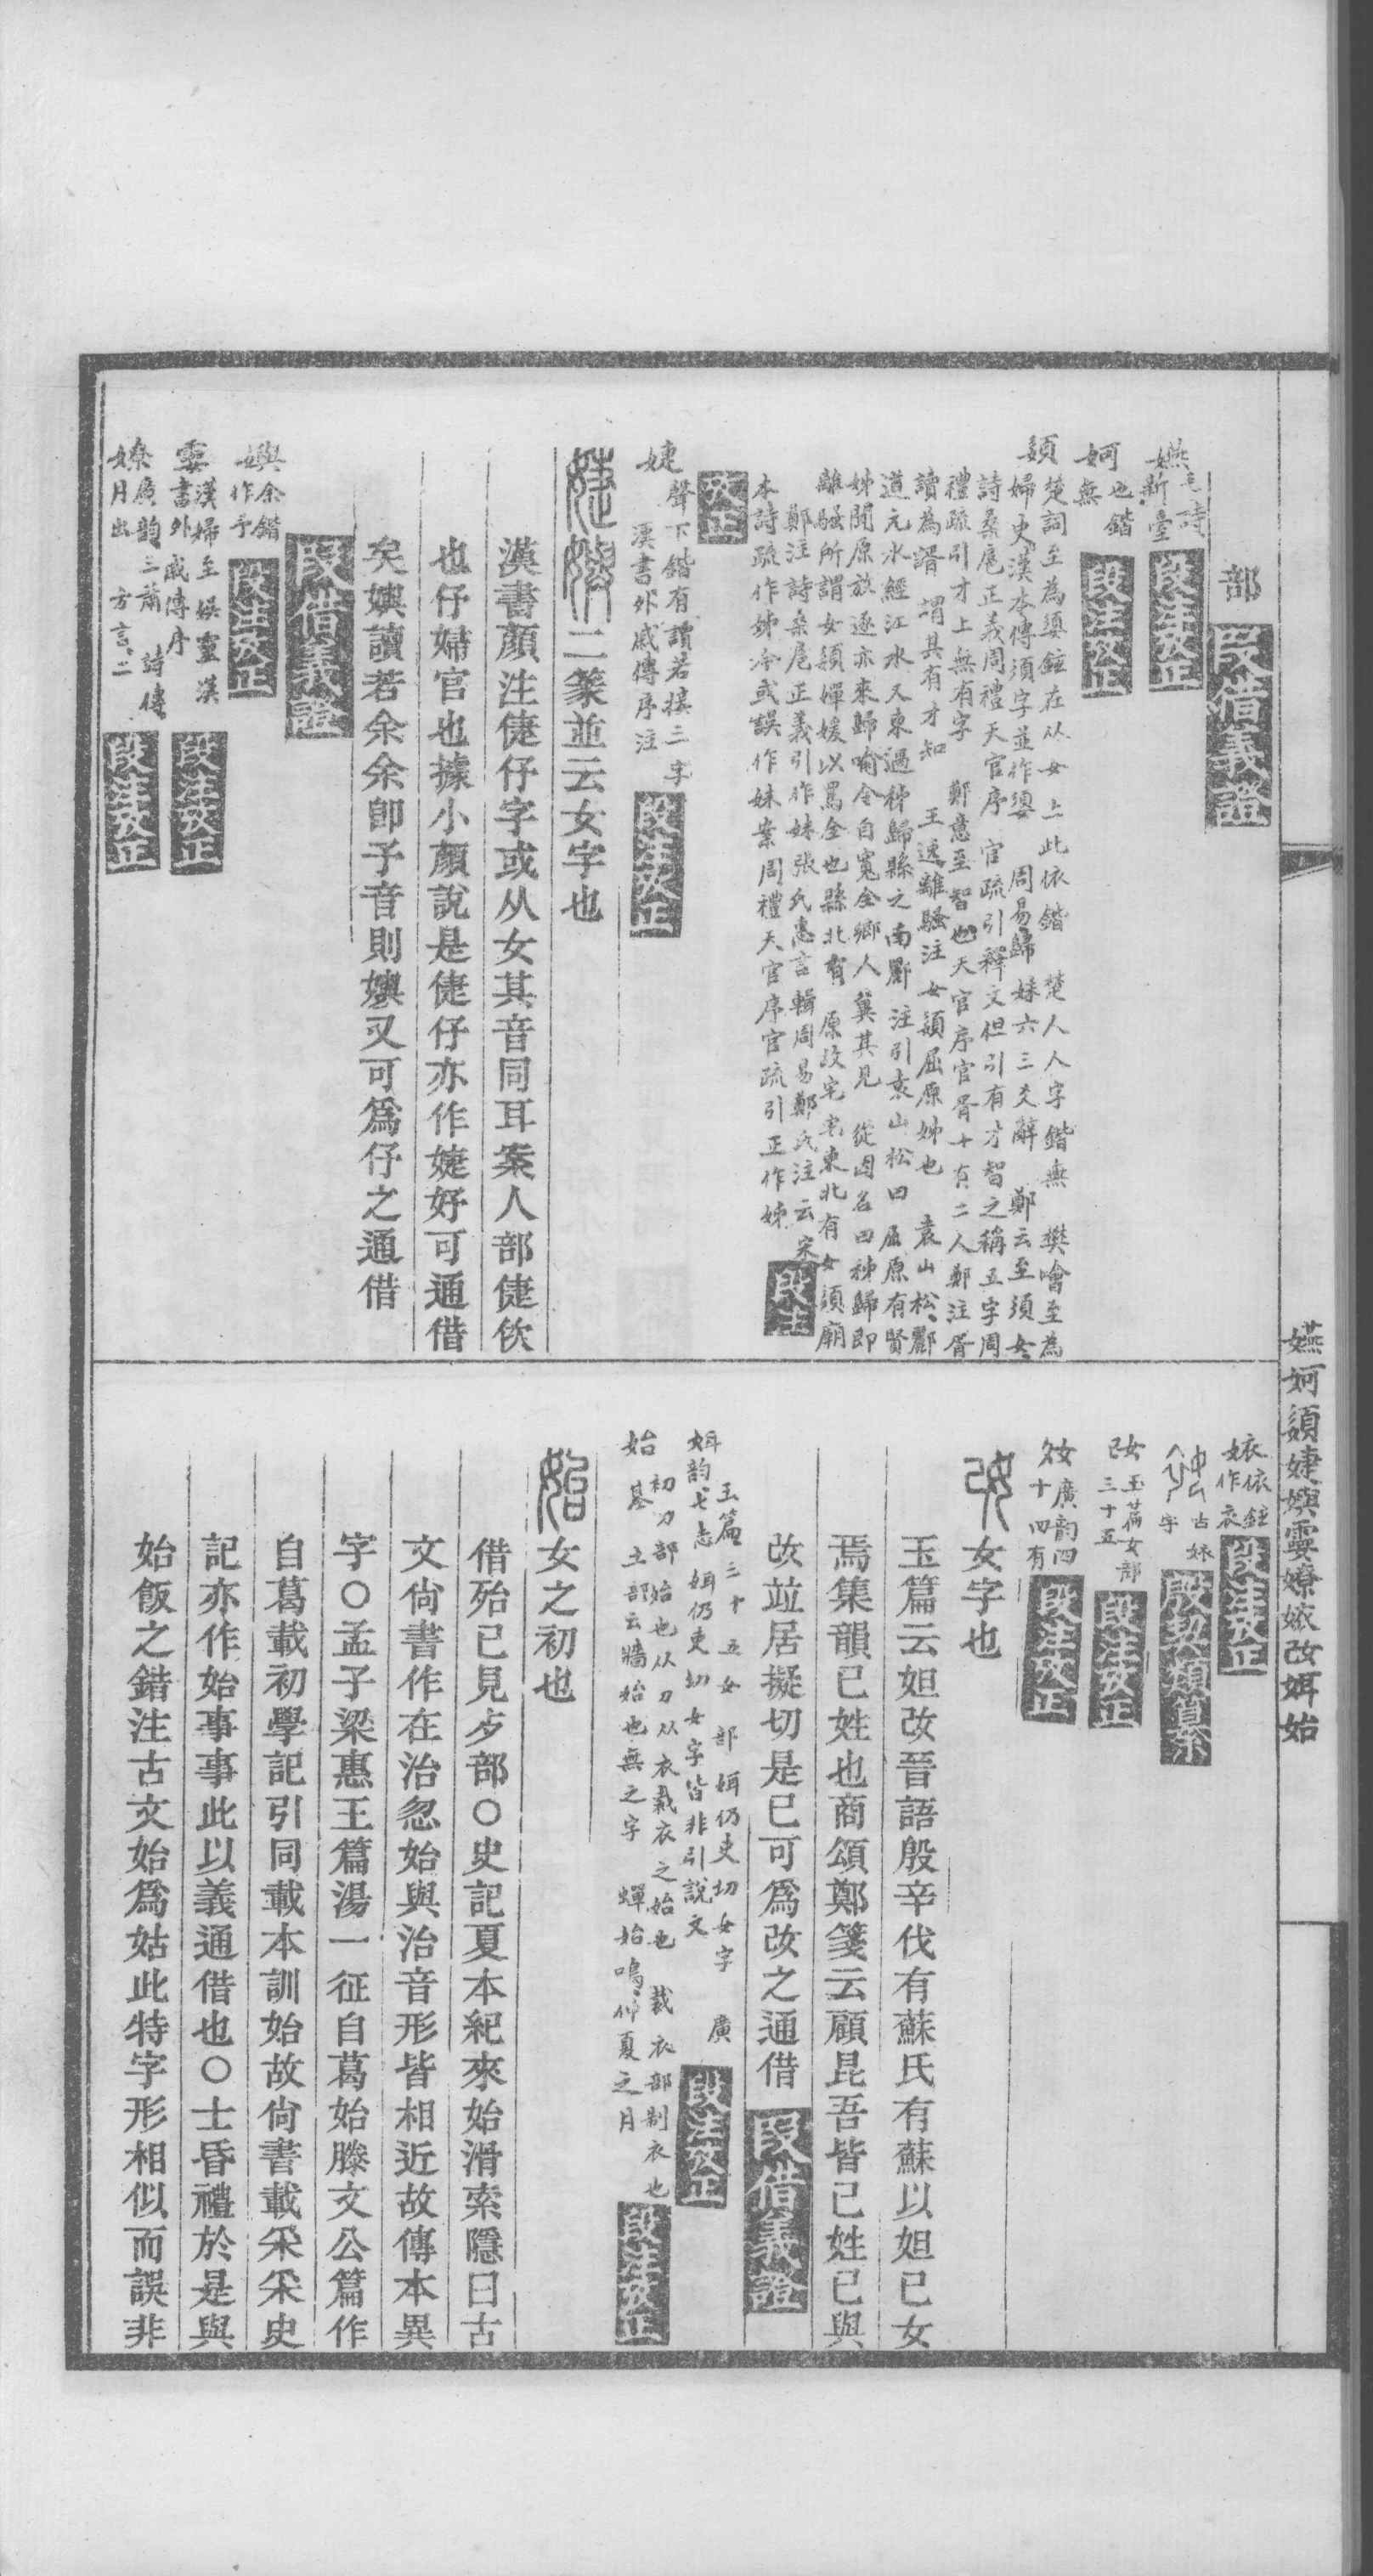 部 段借義證
嬿 毛詩
新臺 段注攷正
妸 也鍇
無 段注攷正
嬃 楚詞至為嬃鉉在从女上此依鍇 楚人人字鍇無 樊噲至為
婦史漢本傳須字並作嬃 周易歸妹六三爻辭 鄭云至須女
詩桑扈正義周禮天官序官疏引釋文但引有才智之稱五字周
禮疏引才上無有字 鄭意至智也天官序官胥十有二人鄭注胥
讀為諝 謂其有才知 王逸離騷注女嬃屈原姊也 袁山松酈
道元水經江水又東過秭歸縣之南酈注引袁山松曰屈原有賢
姊聞原放逐亦來歸喻令自寬全鄉人冀其見從因名曰秭歸即
離騷所謂女嬃嬋媛以詈余也縣北有原故宅宅東北有女須廟
鄭注詩桑扈正義引作妹張氏惠言輯周易鄭氏注云宋
本詩疏作姊今或誤作妹案周禮天官序官疏引正作姊 段注
攷正
婕 聲下鍇有讀若接三字
漢書外戚傳序注 段注攷正
婕嬩二篆並云女字也
漢書顏注倢伃字或从女其音同耳案人部倢佽
也伃婦官也據小顏說是倢伃亦作婕妤可通借
矣嬩讀若余余卽予音則嬩又可爲伃之通借
段借義證
嬩 余鍇
作予 段注攷正
孁 漢婦至娛靈漢
書外戚傳序 段注攷正
嫽 廣韵三蕭 詩傳
月出 方言二 段注攷正
嬿妸嬃婕嬩孁嫽㛄改㛅始
㛄 依鉉
作衣 段注攷正
古姝
字 殷契類纂
改 玉篇女部
三十五 段注攷正
攵 廣韵四
十四有 段注攷正
改女字也
玉篇云妲改晉語殷辛伐有蘇氏有蘇以妲己女
焉集韻己姓也商頌鄭箋云顧昆吾皆己姓己與
改竝居擬切是己可爲改之通借 段借義證
㛅 玉篇三十五女部㛅仍吏切女字 廣
韵七志㛅仍吏切女字皆非引說文 段注攷正
始 初刀部始也从刀从衣裁衣之始也 裁衣部制衣也
基土部云牆始也無之字 蟬始鳴仲夏之月 段注攷正
始女之初也
借殆已見歺部○史記夏本紀來始滑索隱曰古
文尙書作在治忽始與治音形皆相近故傳本異
字○孟子梁惠王篇湯一征自葛始滕文公篇作
自葛載初學記引同載本訓始故尙書載采采史
記亦作始事事此以義通借也○士昏禮於是與
始飯之錯注古文始爲姑此特字形相似而誤非